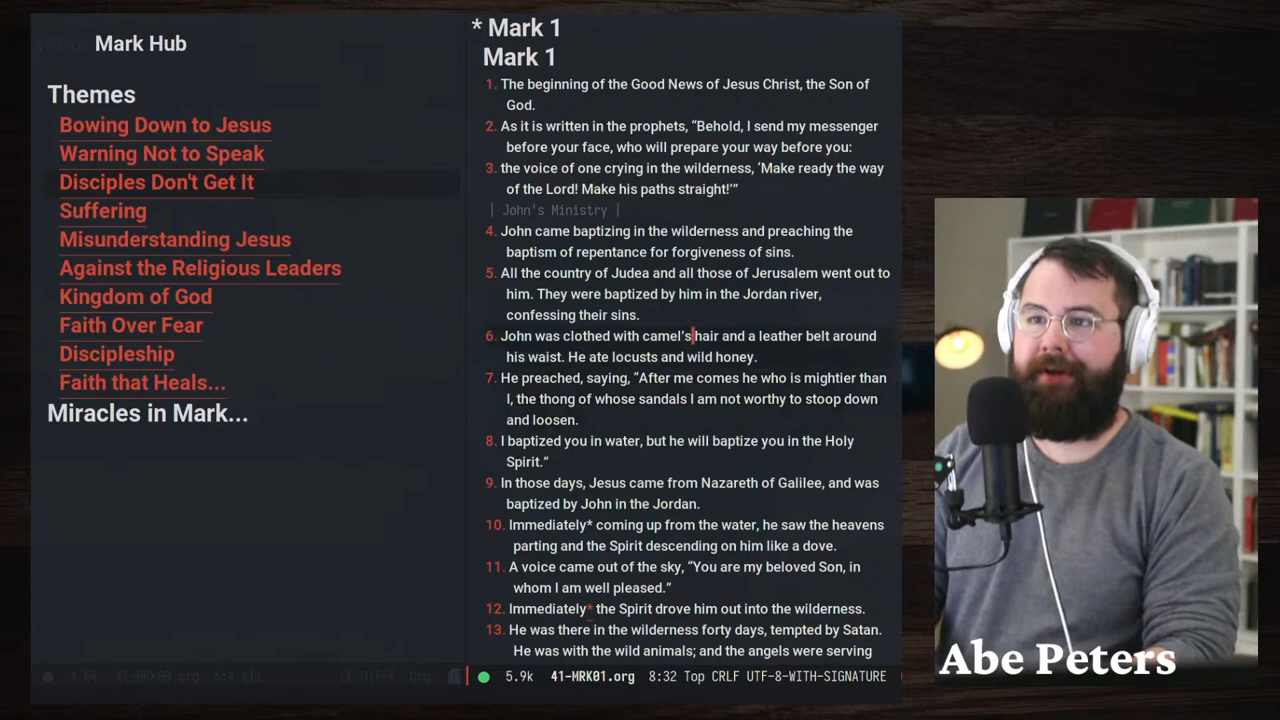 Mark Hub
Themes
Bowing Down to Jesus
Warning Not to Speak
Disciples Don't Get It
Suffering
Misunderstanding Jesus
Against the Religious Leaders
Kingdom of God
Faith Over Fear
Discipleship
Faith that Heals...
Miracles in Mark...
* Mark 1
Mark 1
1. The beginning of the Good News of Jesus Christ, the Son of
God.
2. As it is written in the prophets, “Behold, I send my messenger
before your face, who will prepare your way before you:
3. the voice of one crying in the wilderness, ‘Make ready the way
of the Lord! Make his paths straight!’”
| John's Ministry |
4. John came baptizing in the wilderness and preaching the
baptism of repentance for forgiveness of sins.
5. All the country of Judea and all those of Jerusalem went out to
him. They were baptized by him in the Jordan river,
confessing their sins.
6. John was clothed with camel’s hair and a leather belt around
his waist. He ate locusts and wild honey.
7. He preached, saying, “After me comes he who is mightier than
I, the thong of whose sandals I am not worthy to stoop down
and loosen.
8. I baptized you in water, but he will baptize you in the Holy
Spirit.”
9. In those days, Jesus came from Nazareth of Galilee, and was
baptized by John in the Jordan.
10. Immediately* coming up from the water, he saw the heavens
parting and the Spirit descending on him like a dove.
11. A voice came out of the sky, “You are my beloved Son, in
whom I am well pleased.”
12. Immediately* the Spirit drove him out into the wilderness.
13. He was there in the wilderness forty days, tempted by Satan.
He was with the wild animals; and the angels were serving
5.9k 41-MRK01.org 8:32 Top CRLF UTF-8-WITH-SIGNATURE
Abe Peters